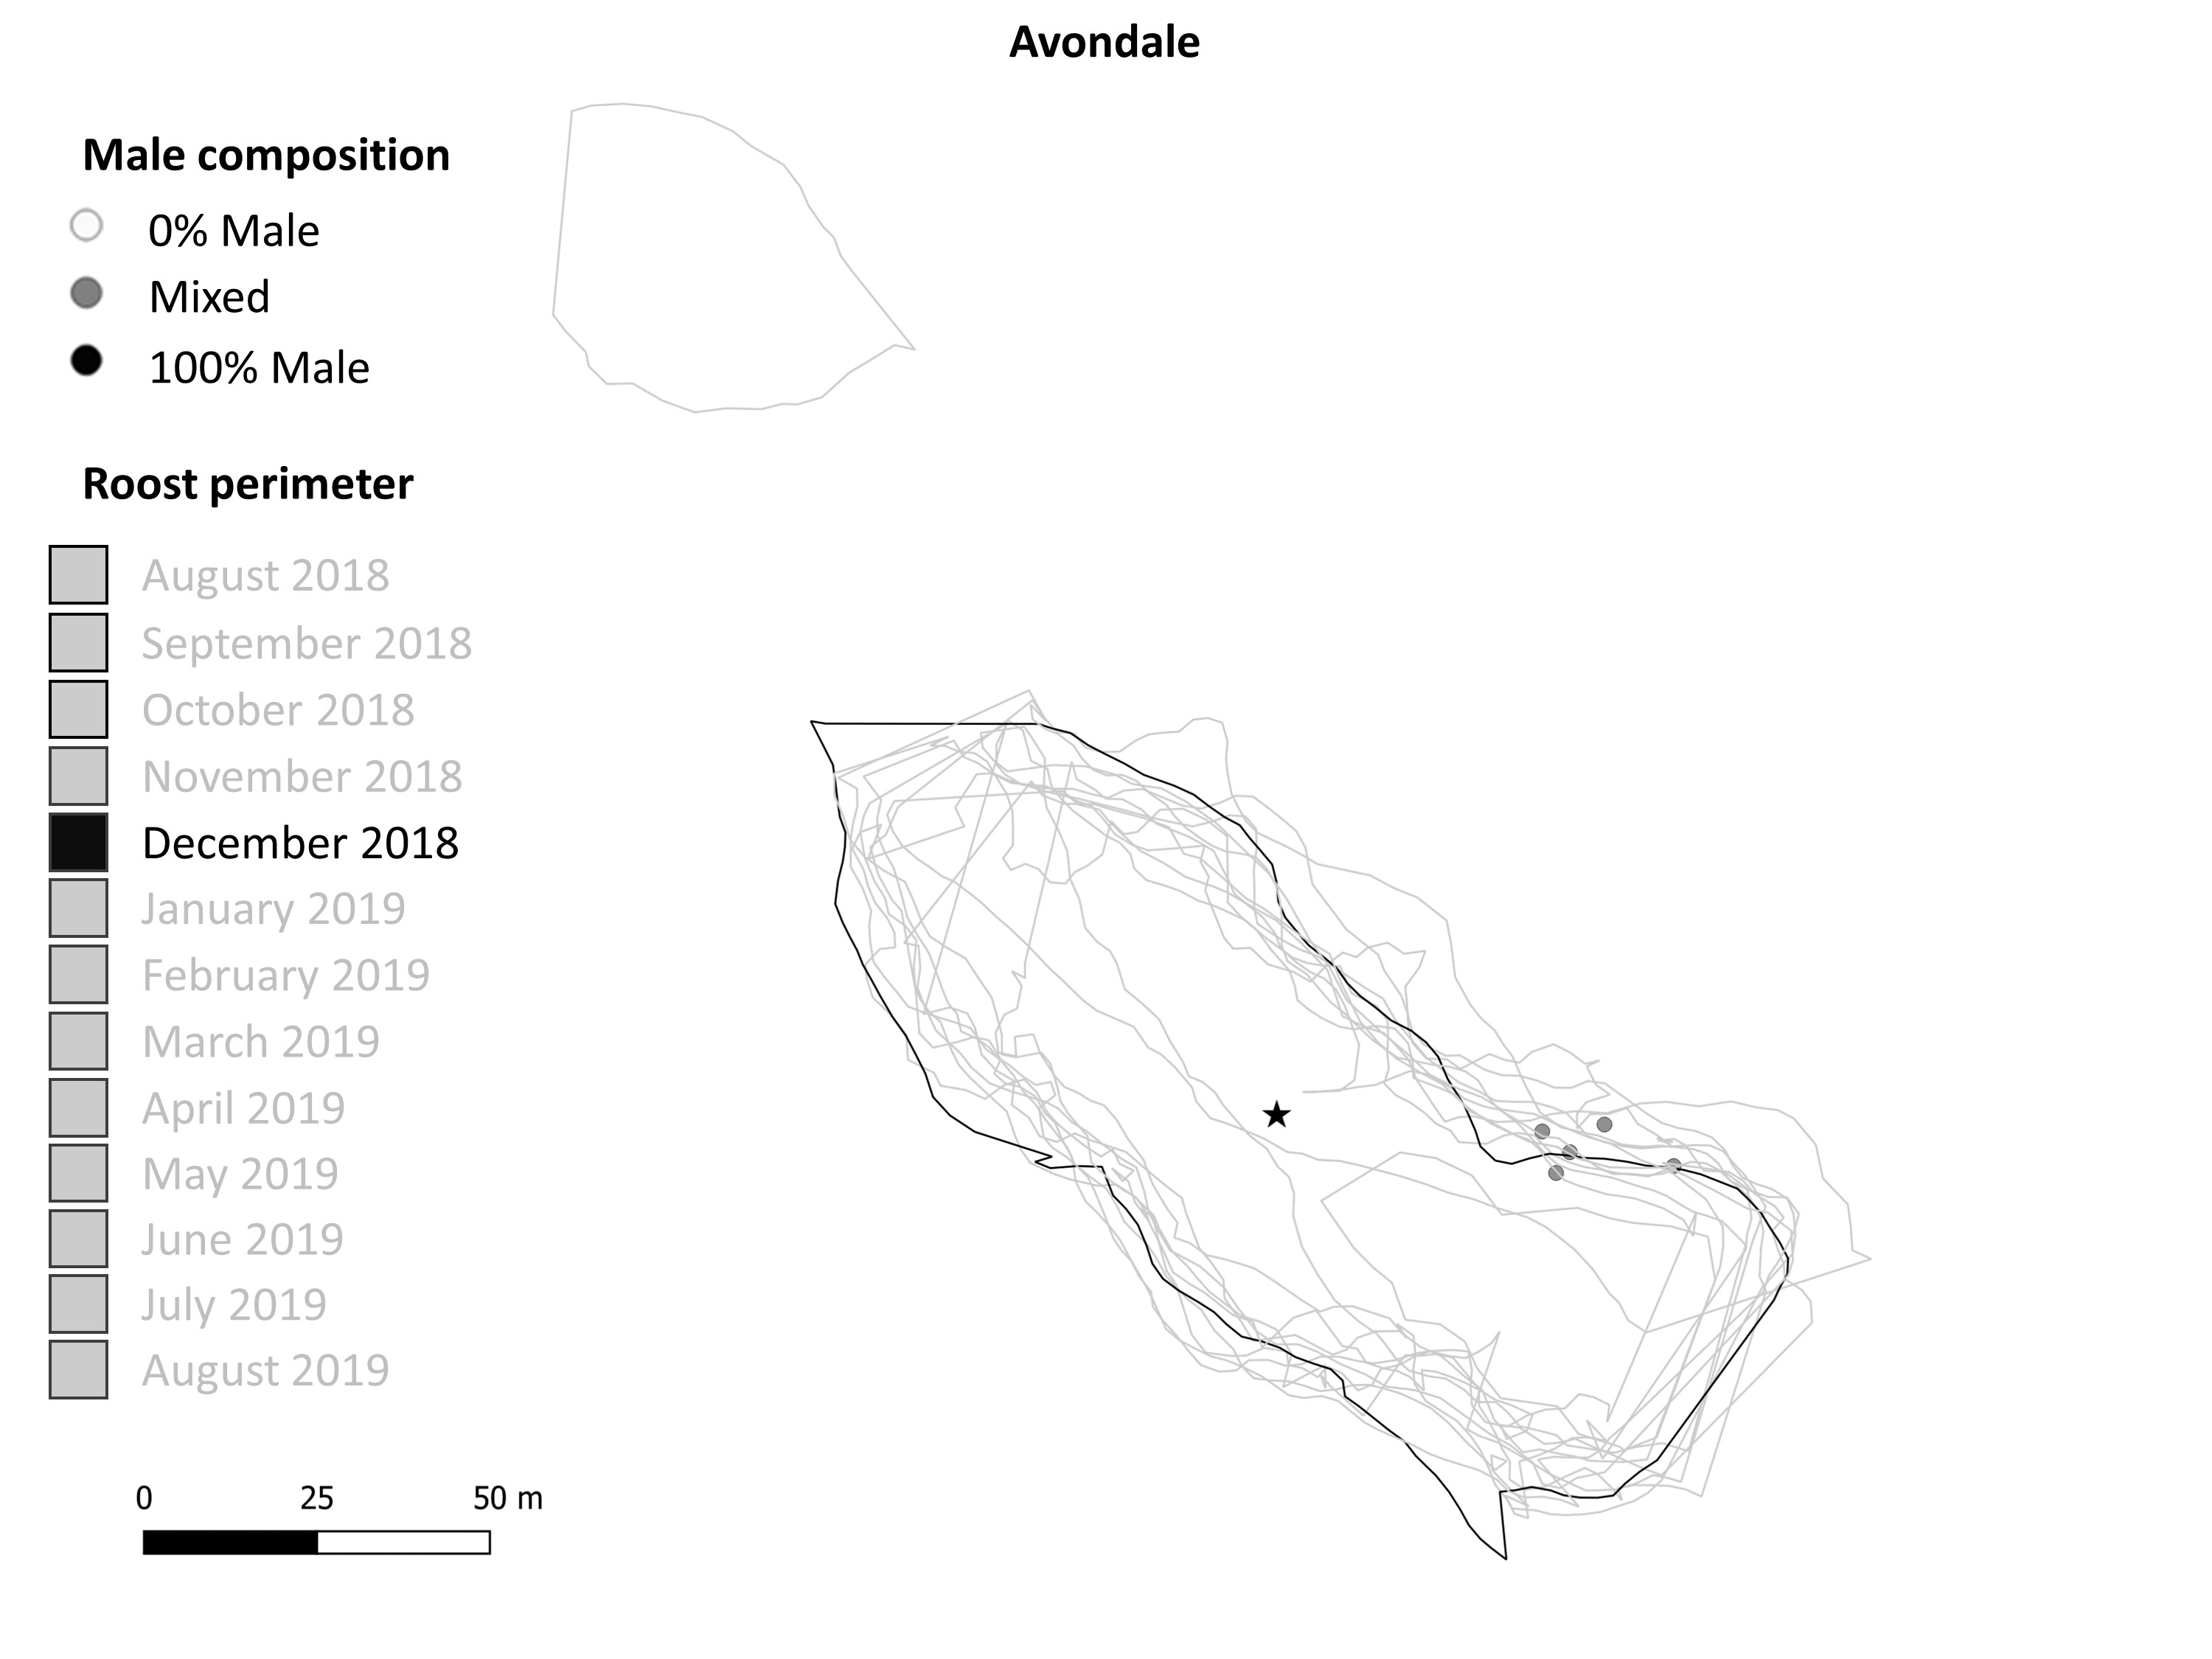 Avondale
Male composition
0% Male
Mixed
100% Male
Roost perimeter
August 2018
September 2018
October 2018
November 2018
December 2018
January 2019
February 2019
March 2019
April 2019
May 2019
June 2019
July 2019
August 2019
0 25 50 m